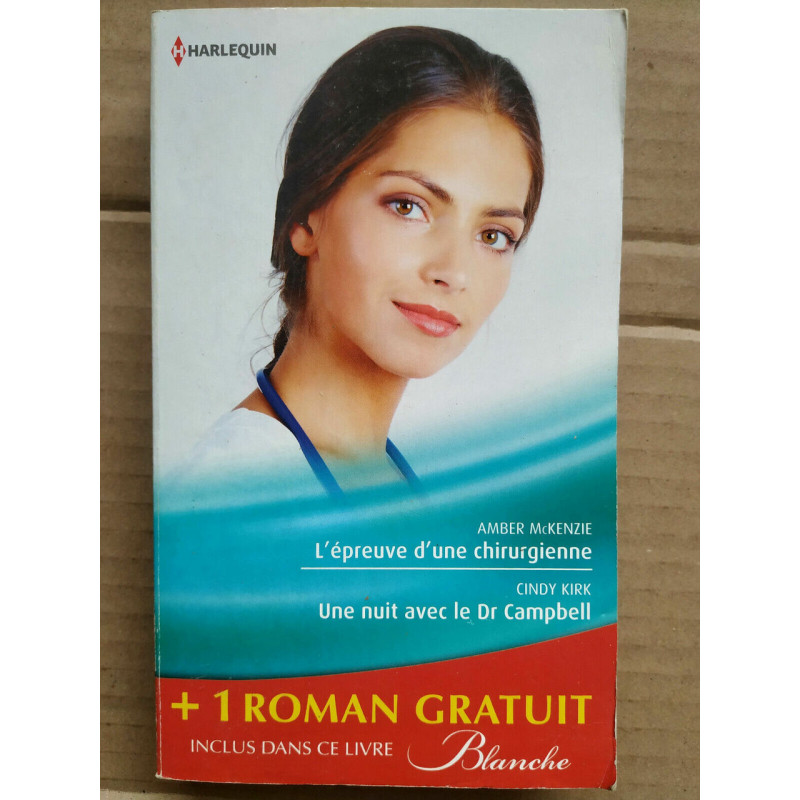 HARLEQUIN
AMBER McKENZIE
L'épreuve d'une chirurgienne
CINDY KIRK
Une nuit avec le Dr Campbell
+ 1 ROMAN GRATUIT
INCLUS DANS CE LIVRE Blanche